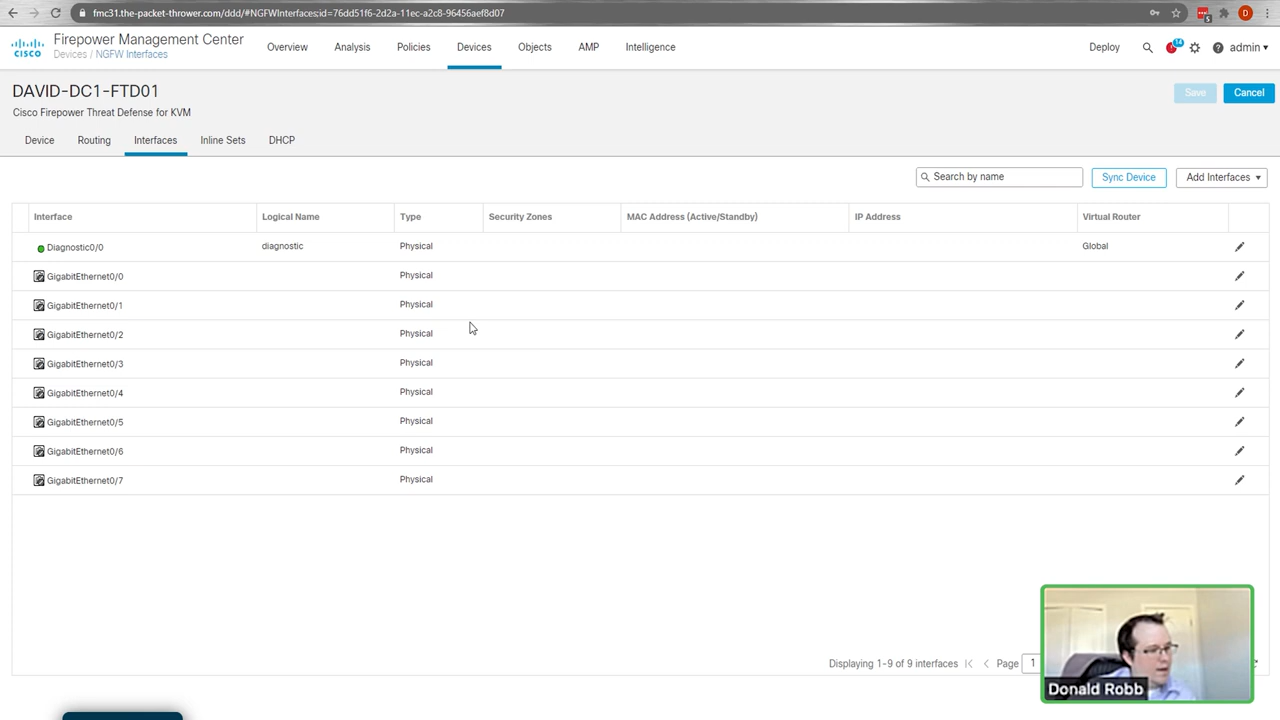 fmc31.the-packet-thrower.com/ddd/#NGFWInterfaces;id=76dd51f6-2d2a-11ec-a2c8-96456aef8d07
5
D
cisco
Firepower Management Center
Devices / NGFW Interfaces
Overview Analysis Policies Devices Objects AMP Intelligence Deploy 14 admin
DAVID-DC1-FTD01
Save Cancel
Cisco Firepower Threat Defense for KVM
Device Routing Interfaces Inline Sets DHCP
Search by name Sync Device Add Interfaces
Interface Logical Name Type Security Zones MAC Address (Active/Standby) IP Address Virtual Router
Diagnostic0/0 diagnostic Physical Global
GigabitEthernet0/0 Physical
GigabitEthernet0/1 Physical
GigabitEthernet0/2 Physical
GigabitEthernet0/3 Physical
GigabitEthernet0/4 Physical
GigabitEthernet0/5 Physical
GigabitEthernet0/6 Physical
GigabitEthernet0/7 Physical
Displaying 1-9 of 9 interfaces Page 1
Donald Robb